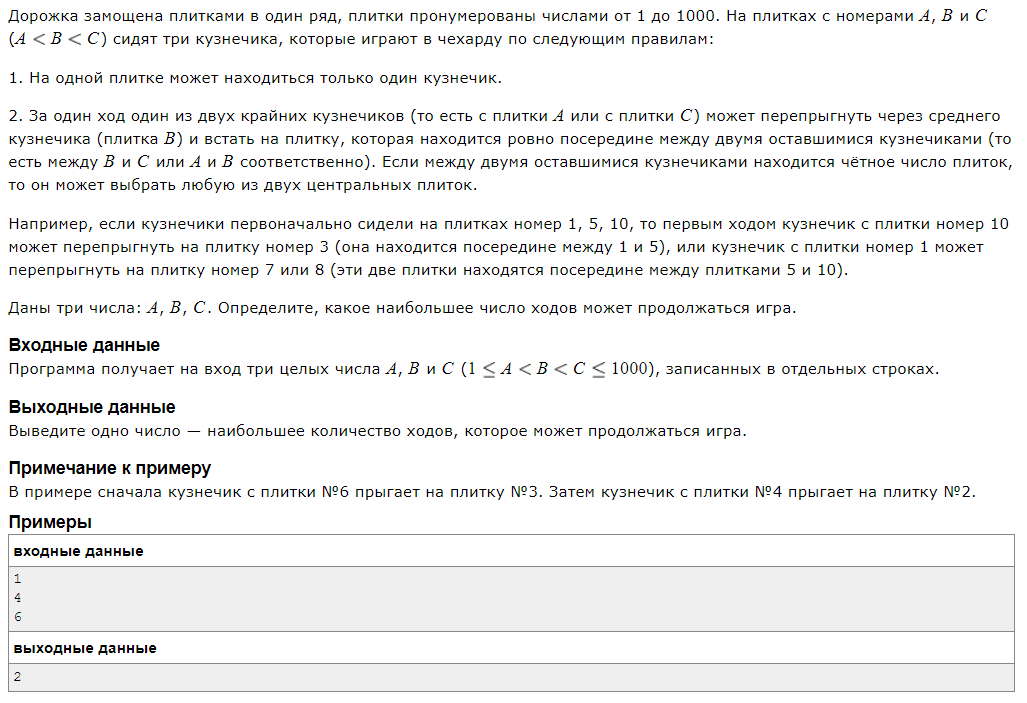 Дорожка замощена плитками в один ряд, плитки пронумерованы числами от 1 до 1000. На плитках с номерами A, B и C
(A < B < C) сидят три кузнечика, которые играют в чехарду по следующим правилам:
1. На одной плитке может находиться только один кузнечик.
2. За один ход один из двух крайних кузнечиков (то есть с плитки A или с плитки C) может перепрыгнуть через среднего
кузнечика (плитка B) и встать на плитку, которая находится ровно посередине между двумя оставшимися кузнечиками (то
есть между B и C или A и B соответственно). Если между двумя оставшимися кузнечиками находится чётное число плиток,
то он может выбрать любую из двух центральных плиток.
Например, если кузнечики первоначально сидели на плитках номер 1, 5, 10, то первым ходом кузнечик с плитки номер 10
может перепрыгнуть на плитку номер 3 (она находится посередине между 1 и 5), или кузнечик с плитки номер 1 может
перепрыгнуть на плитку номер 7 или 8 (эти две плитки находятся посередине между плитками 5 и 10).
Даны три числа: A, B, C. Определите, какое наибольшее число ходов может продолжаться игра.
Входные данные
Программа получает на вход три целых числа A, B и C (1 ≤ A < B < C ≤ 1000), записанных в отдельных строках.
Выходные данные
Выведите одно число — наибольшее количество ходов, которое может продолжаться игра.
Примечание к примеру
В примере сначала кузнечик с плитки №6 прыгает на плитку №3. Затем кузнечик с плитки №4 прыгает на плитку №2.
Примеры
входные данные
1
4
6
выходные данные
2